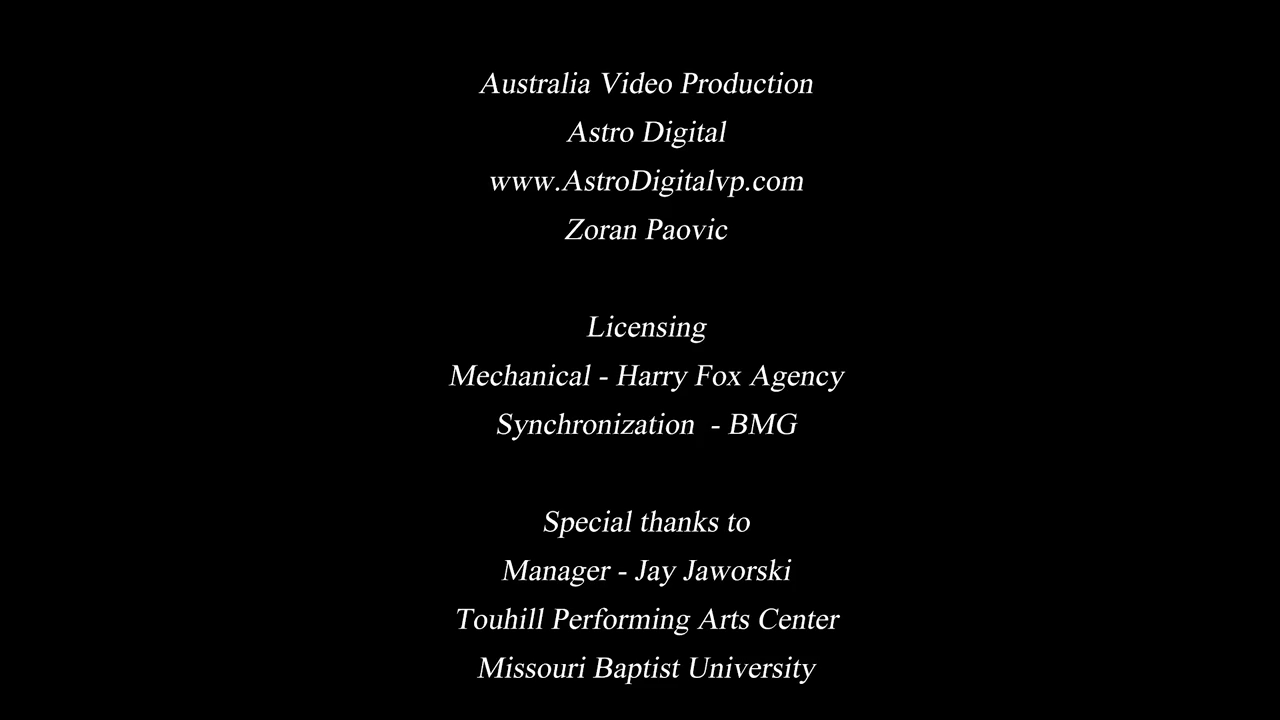 Australia Video Production
Astro Digital
www.AstroDigitalvp.com
Zoran Paovic
Licensing
Mechanical - Harry Fox Agency
Synchronization  - BMG
Special thanks to
Manager - Jay Jaworski
Touhill Performing Arts Center
Missouri Baptist University